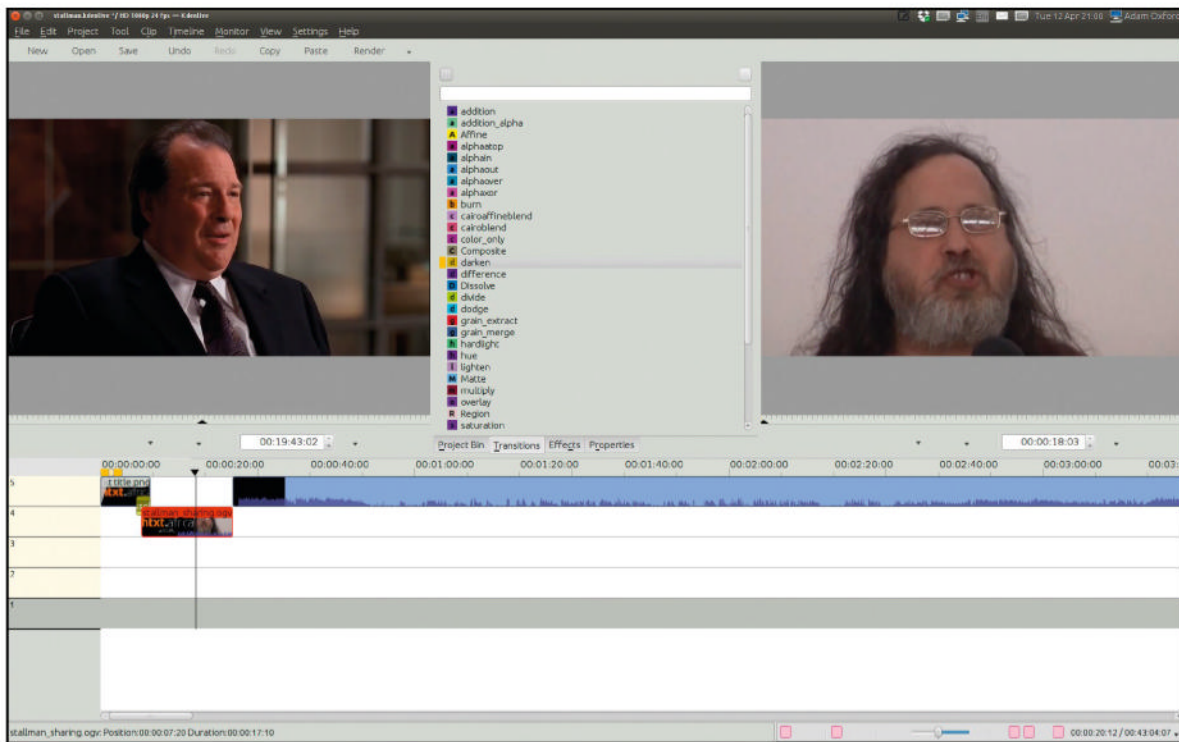 stallman.kdenlive */ HD 1080p 24 fps — Kdenlive
Tue 12 Apr 21:00 Adam Oxford
File Edit Project Tool Clip Timeline Monitor View Settings Help
New Open Save Undo Redo Copy Paste Render
a addition
a addition_alpha
A Affine
a alphaatop
a alphain
a alphaout
a alphaover
a alphaxor
b burn
c cairoaffineblend
c cairoblend
c color_only
C Composite
d darken
d difference
D Dissolve
d divide
d dodge
g grain_extract
g grain_merge
h hardlight
h hue
l lighten
M Matte
m multiply
o overlay
R Region
s saturation
00:19:43:02
Project Bin Transitions Effects Properties
00:00:18:03
00:00:00:00 00:00:20:00 00:00:40:00 00:01:00:00 00:01:20:00 00:01:40:00 00:02:00:00 00:02:20:00 00:02:40:00 00:03:00:00 00:03:
5
t title.png
htxt.afric
4
stallman_sharing.ogv
htxt.africa
3
2
1
stallman_sharing.ogv: Position:00:00:07:20 Duration:00:00:17:10
00:00:20:12 / 00:43:04:07